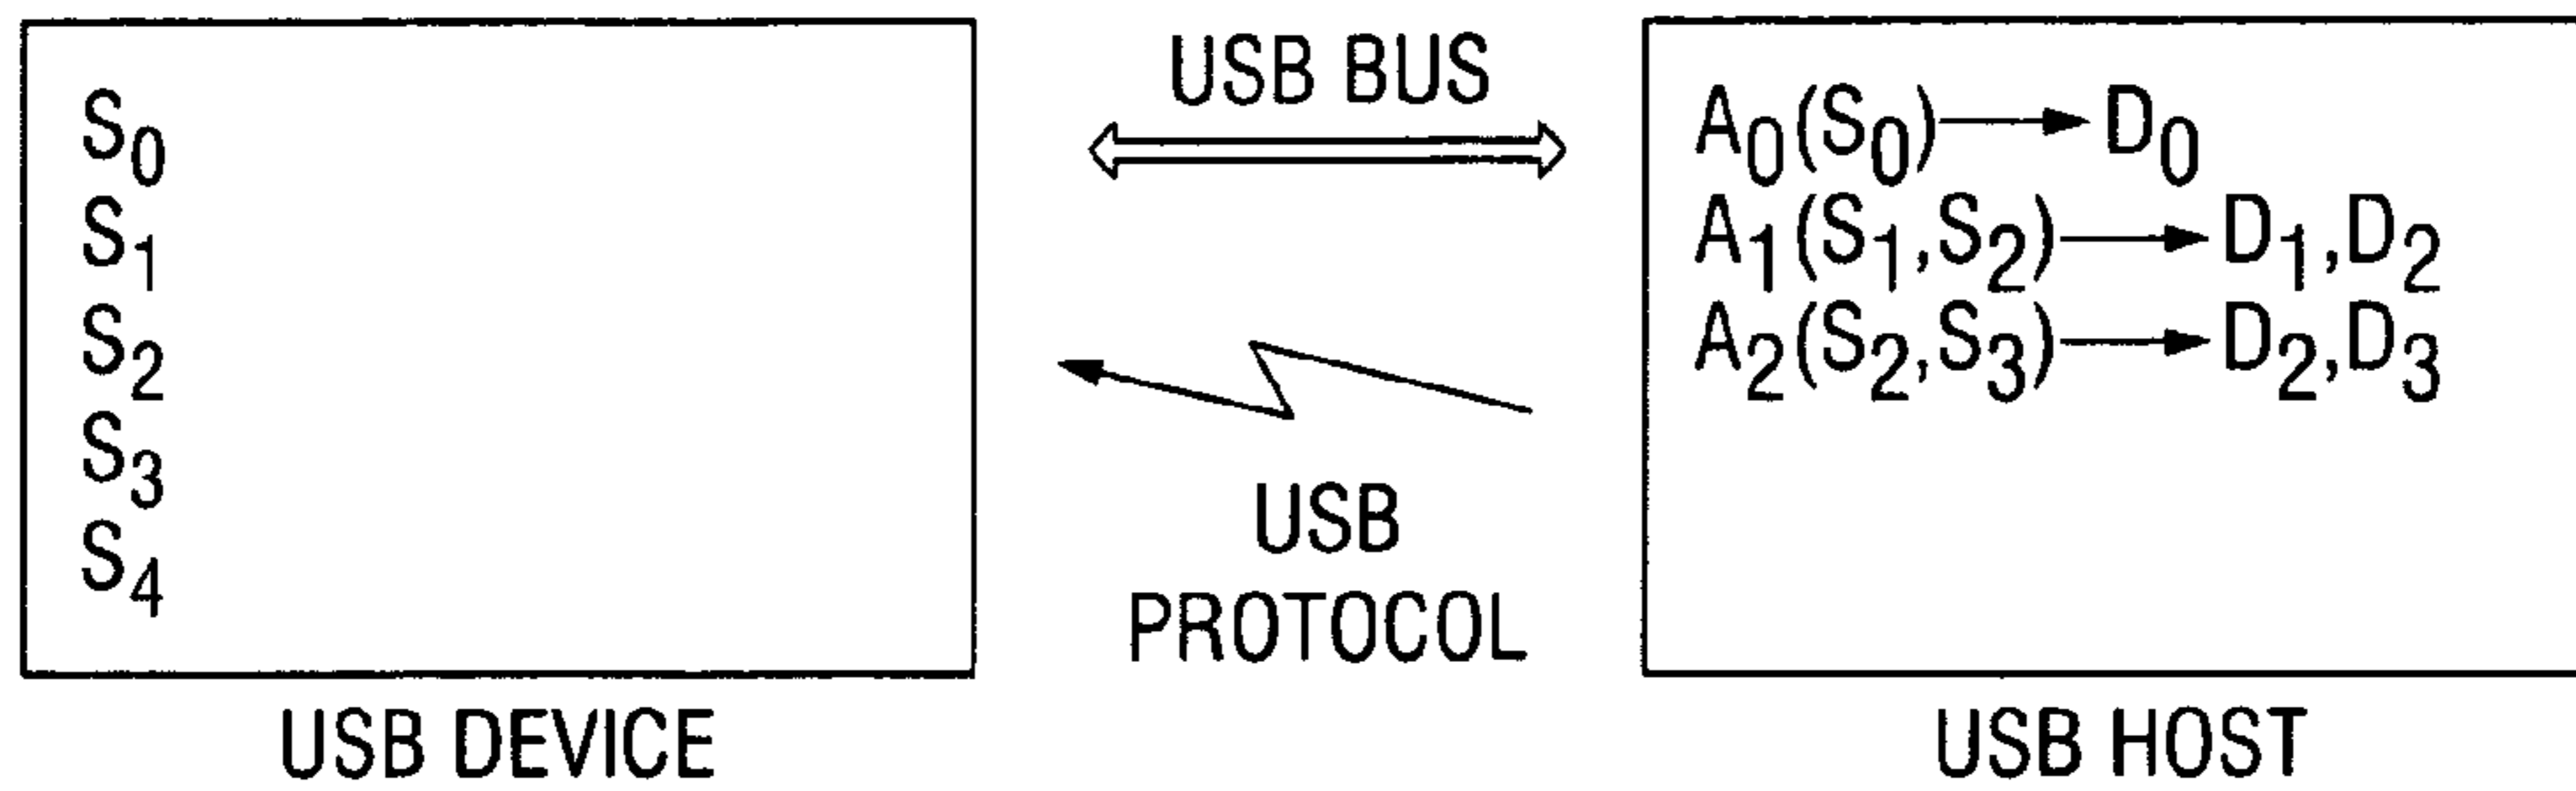 S0
S1
S2
S3
S4
USB DEVICE
USB BUS
USB
PROTOCOL
A0(S0)→D0
A1(S1,S2)→D1,D2
A2(S2,S3)→D2,D3
USB HOST